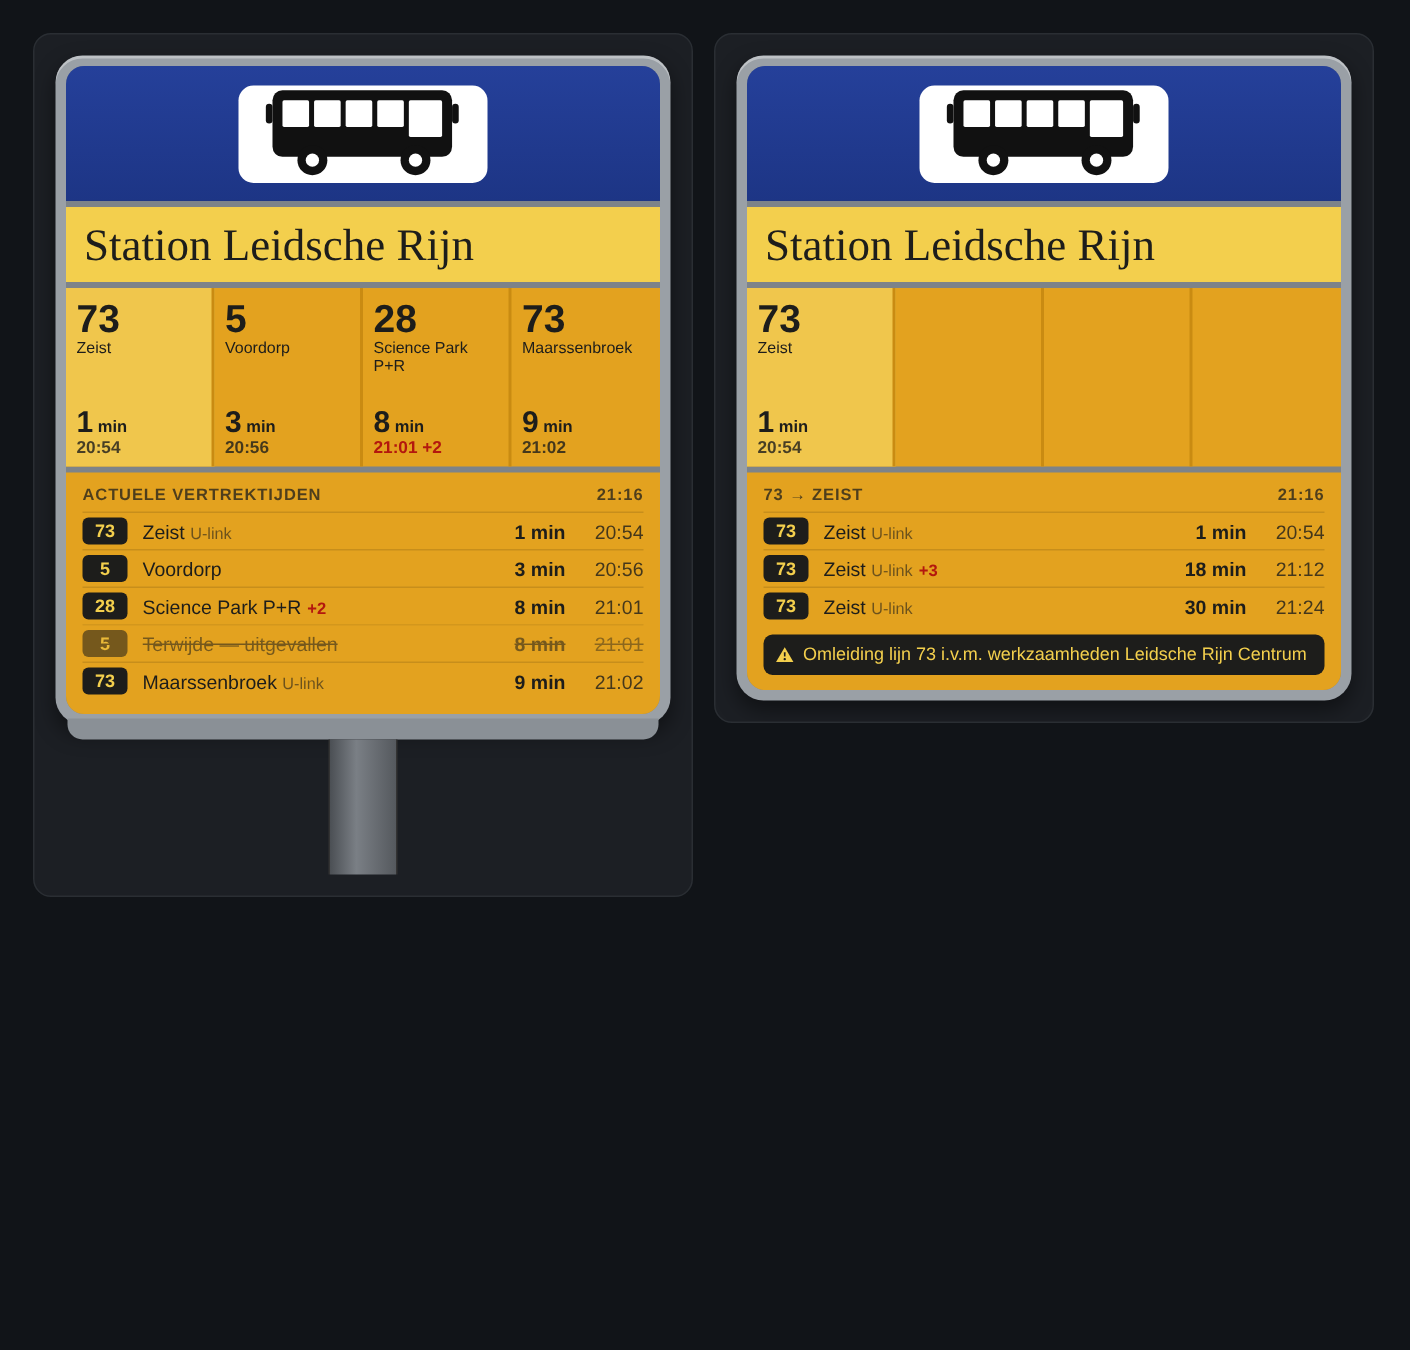 Station Leidsche Rijn
73
Zeist
1 min
20:54
5
Voordorp
3 min
20:56
28
Science Park
P+R
8 min
21:01 +2
73
Maarssenbroek
9 min
21:02
ACTUELE VERTREKTIJDEN 21:16
73 Zeist U-link 1 min 20:54
5 Voordorp 3 min 20:56
28 Science Park P+R +2 8 min 21:01
5 Terwijde — uitgevallen 8 min 21:01
73 Maarssenbroek U-link 9 min 21:02
Station Leidsche Rijn
73
Zeist
1 min
20:54
73 → ZEIST 21:16
73 Zeist U-link 1 min 20:54
73 Zeist U-link +3 18 min 21:12
73 Zeist U-link 30 min 21:24
Omleiding lijn 73 i.v.m. werkzaamheden Leidsche Rijn Centrum